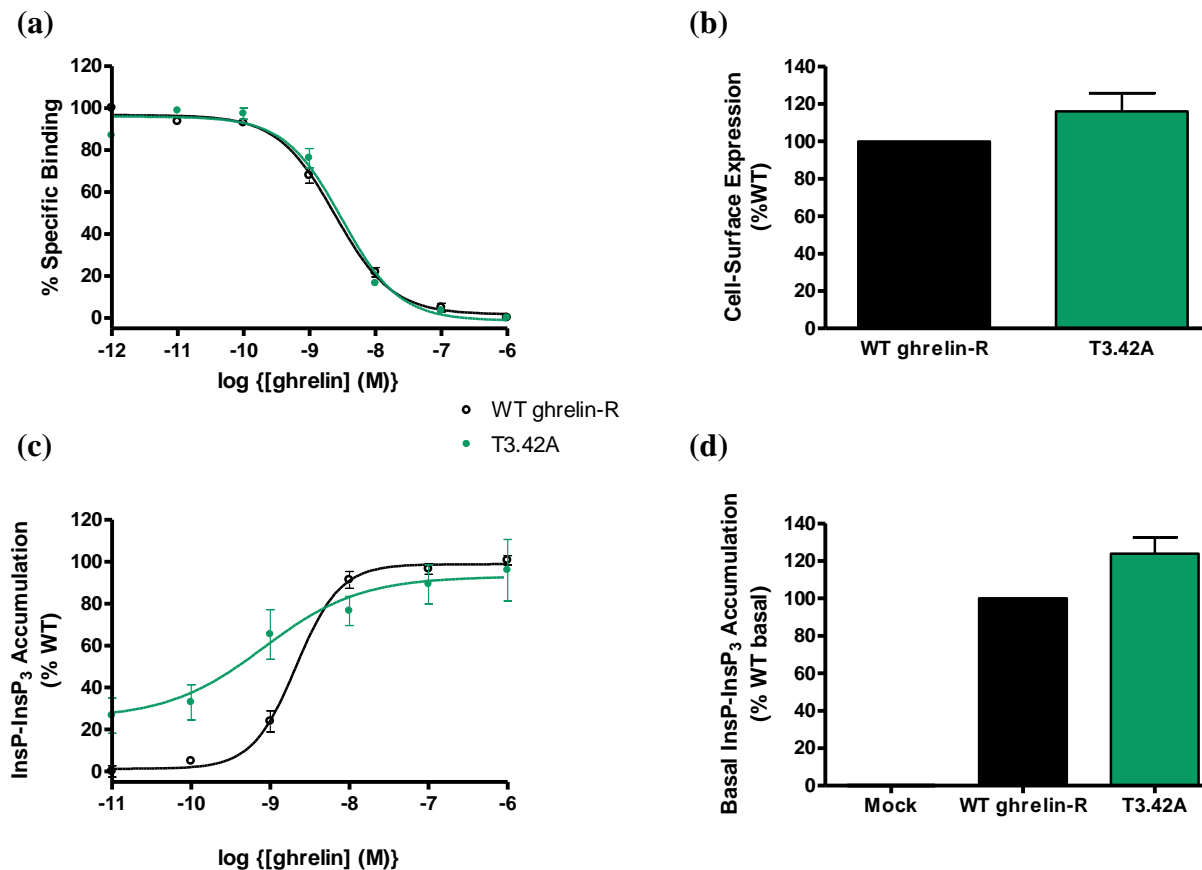 (a)
% Specific Binding
120
100
80
60
40
20
0
-12 -11 -10 -9 -8 -7 -6
log {[ghrelin] (M)}
(b)
Cell-Surface Expression
(%WT)
140
120
100
80
60
40
20
0
WT ghrelin-R T3.42A
WT ghrelin-R
T3.42A
(c)
InsP-InsP3 Accumulation
(% WT)
120
100
80
60
40
20
0
-11 -10 -9 -8 -7 -6
log {[ghrelin] (M)}
(d)
Basal InsP-InsP3 Accumulation
(% WT basal)
140
120
100
80
60
40
20
0
Mock WT ghrelin-R T3.42A